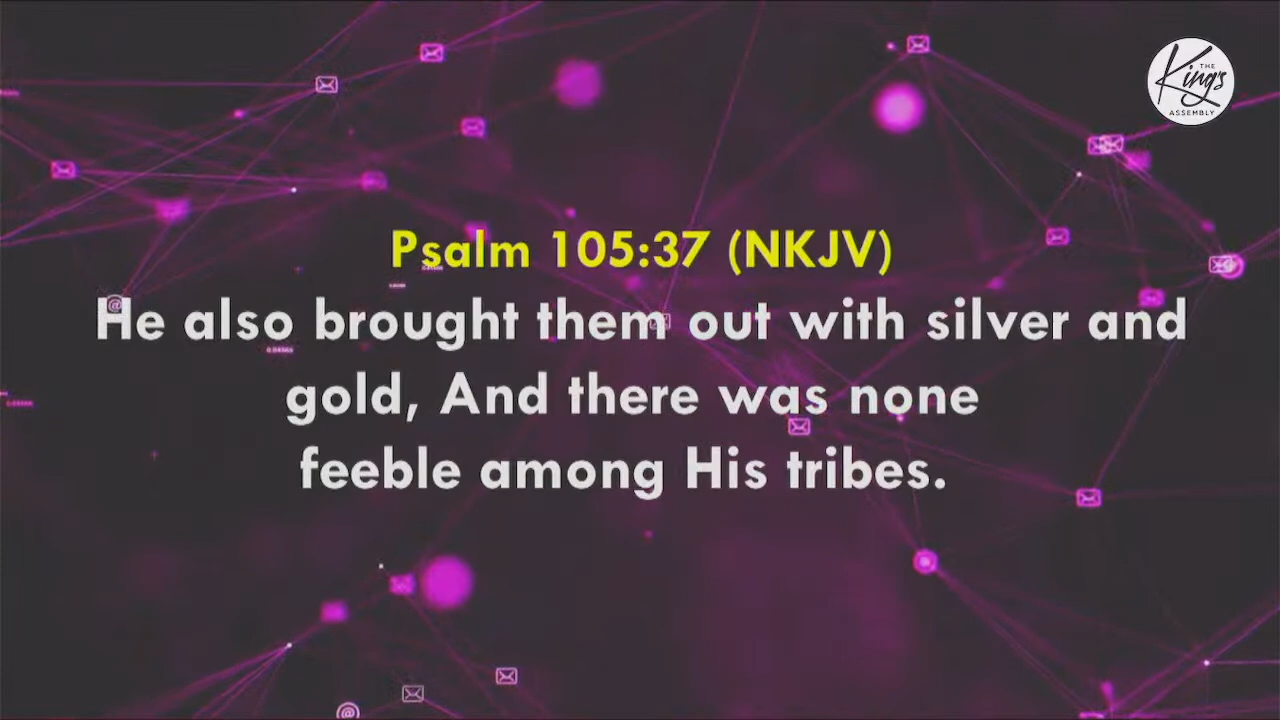 THE
Kings
ASSEMBLY
Psalm 105:37 (NKJV)
He also brought them out with silver and
gold, And there was none
feeble among His tribes.